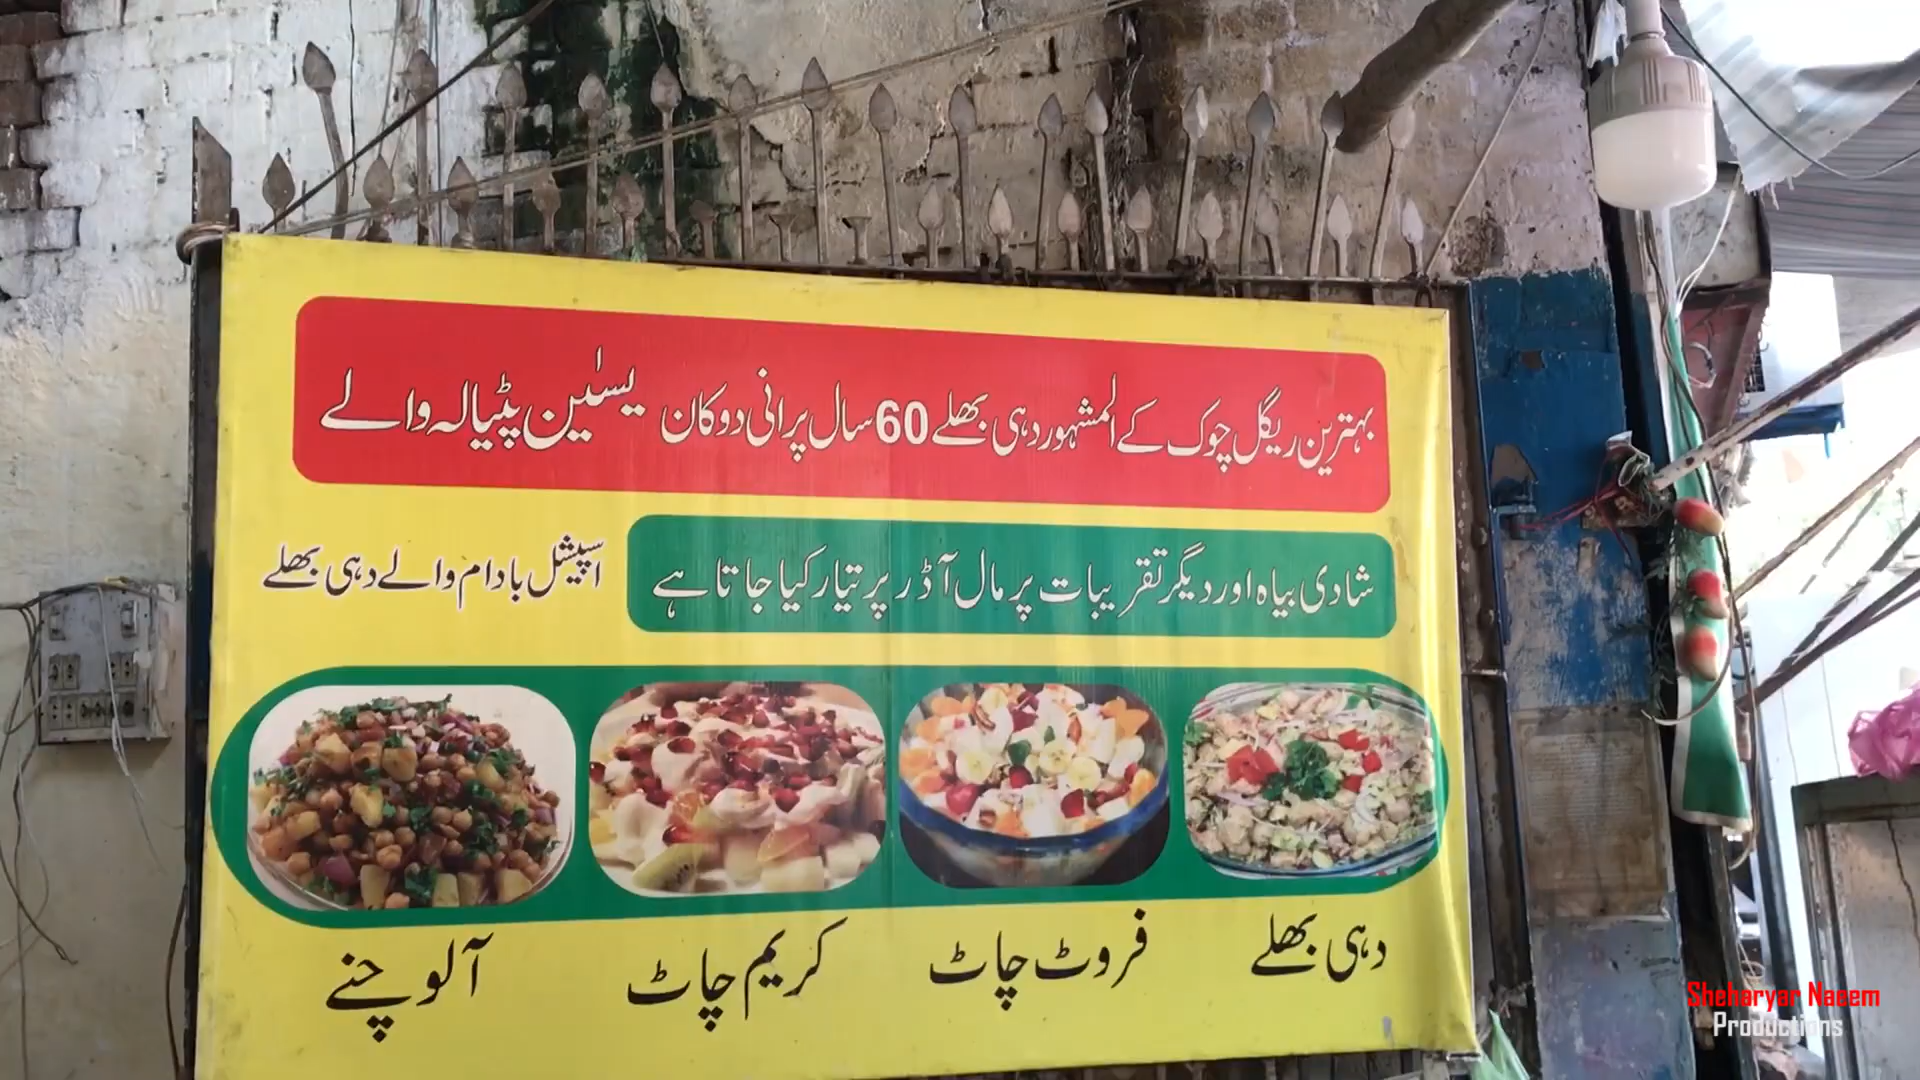 بہترین ریگل چوک کے المشہور دہی بھلے 60 سال پرانی دوکان یسٰین پٹیالہ والے
شادی بیاہ اور دیگر تقریبات پر مال آڈر پر تیار کیا جاتا ہے
اسپیشل بادام والے دہی بھلے
دہی بھلے
فروٹ چاٹ
کریم چاٹ
آلو چنے
Sheharyar Naeem
Productions